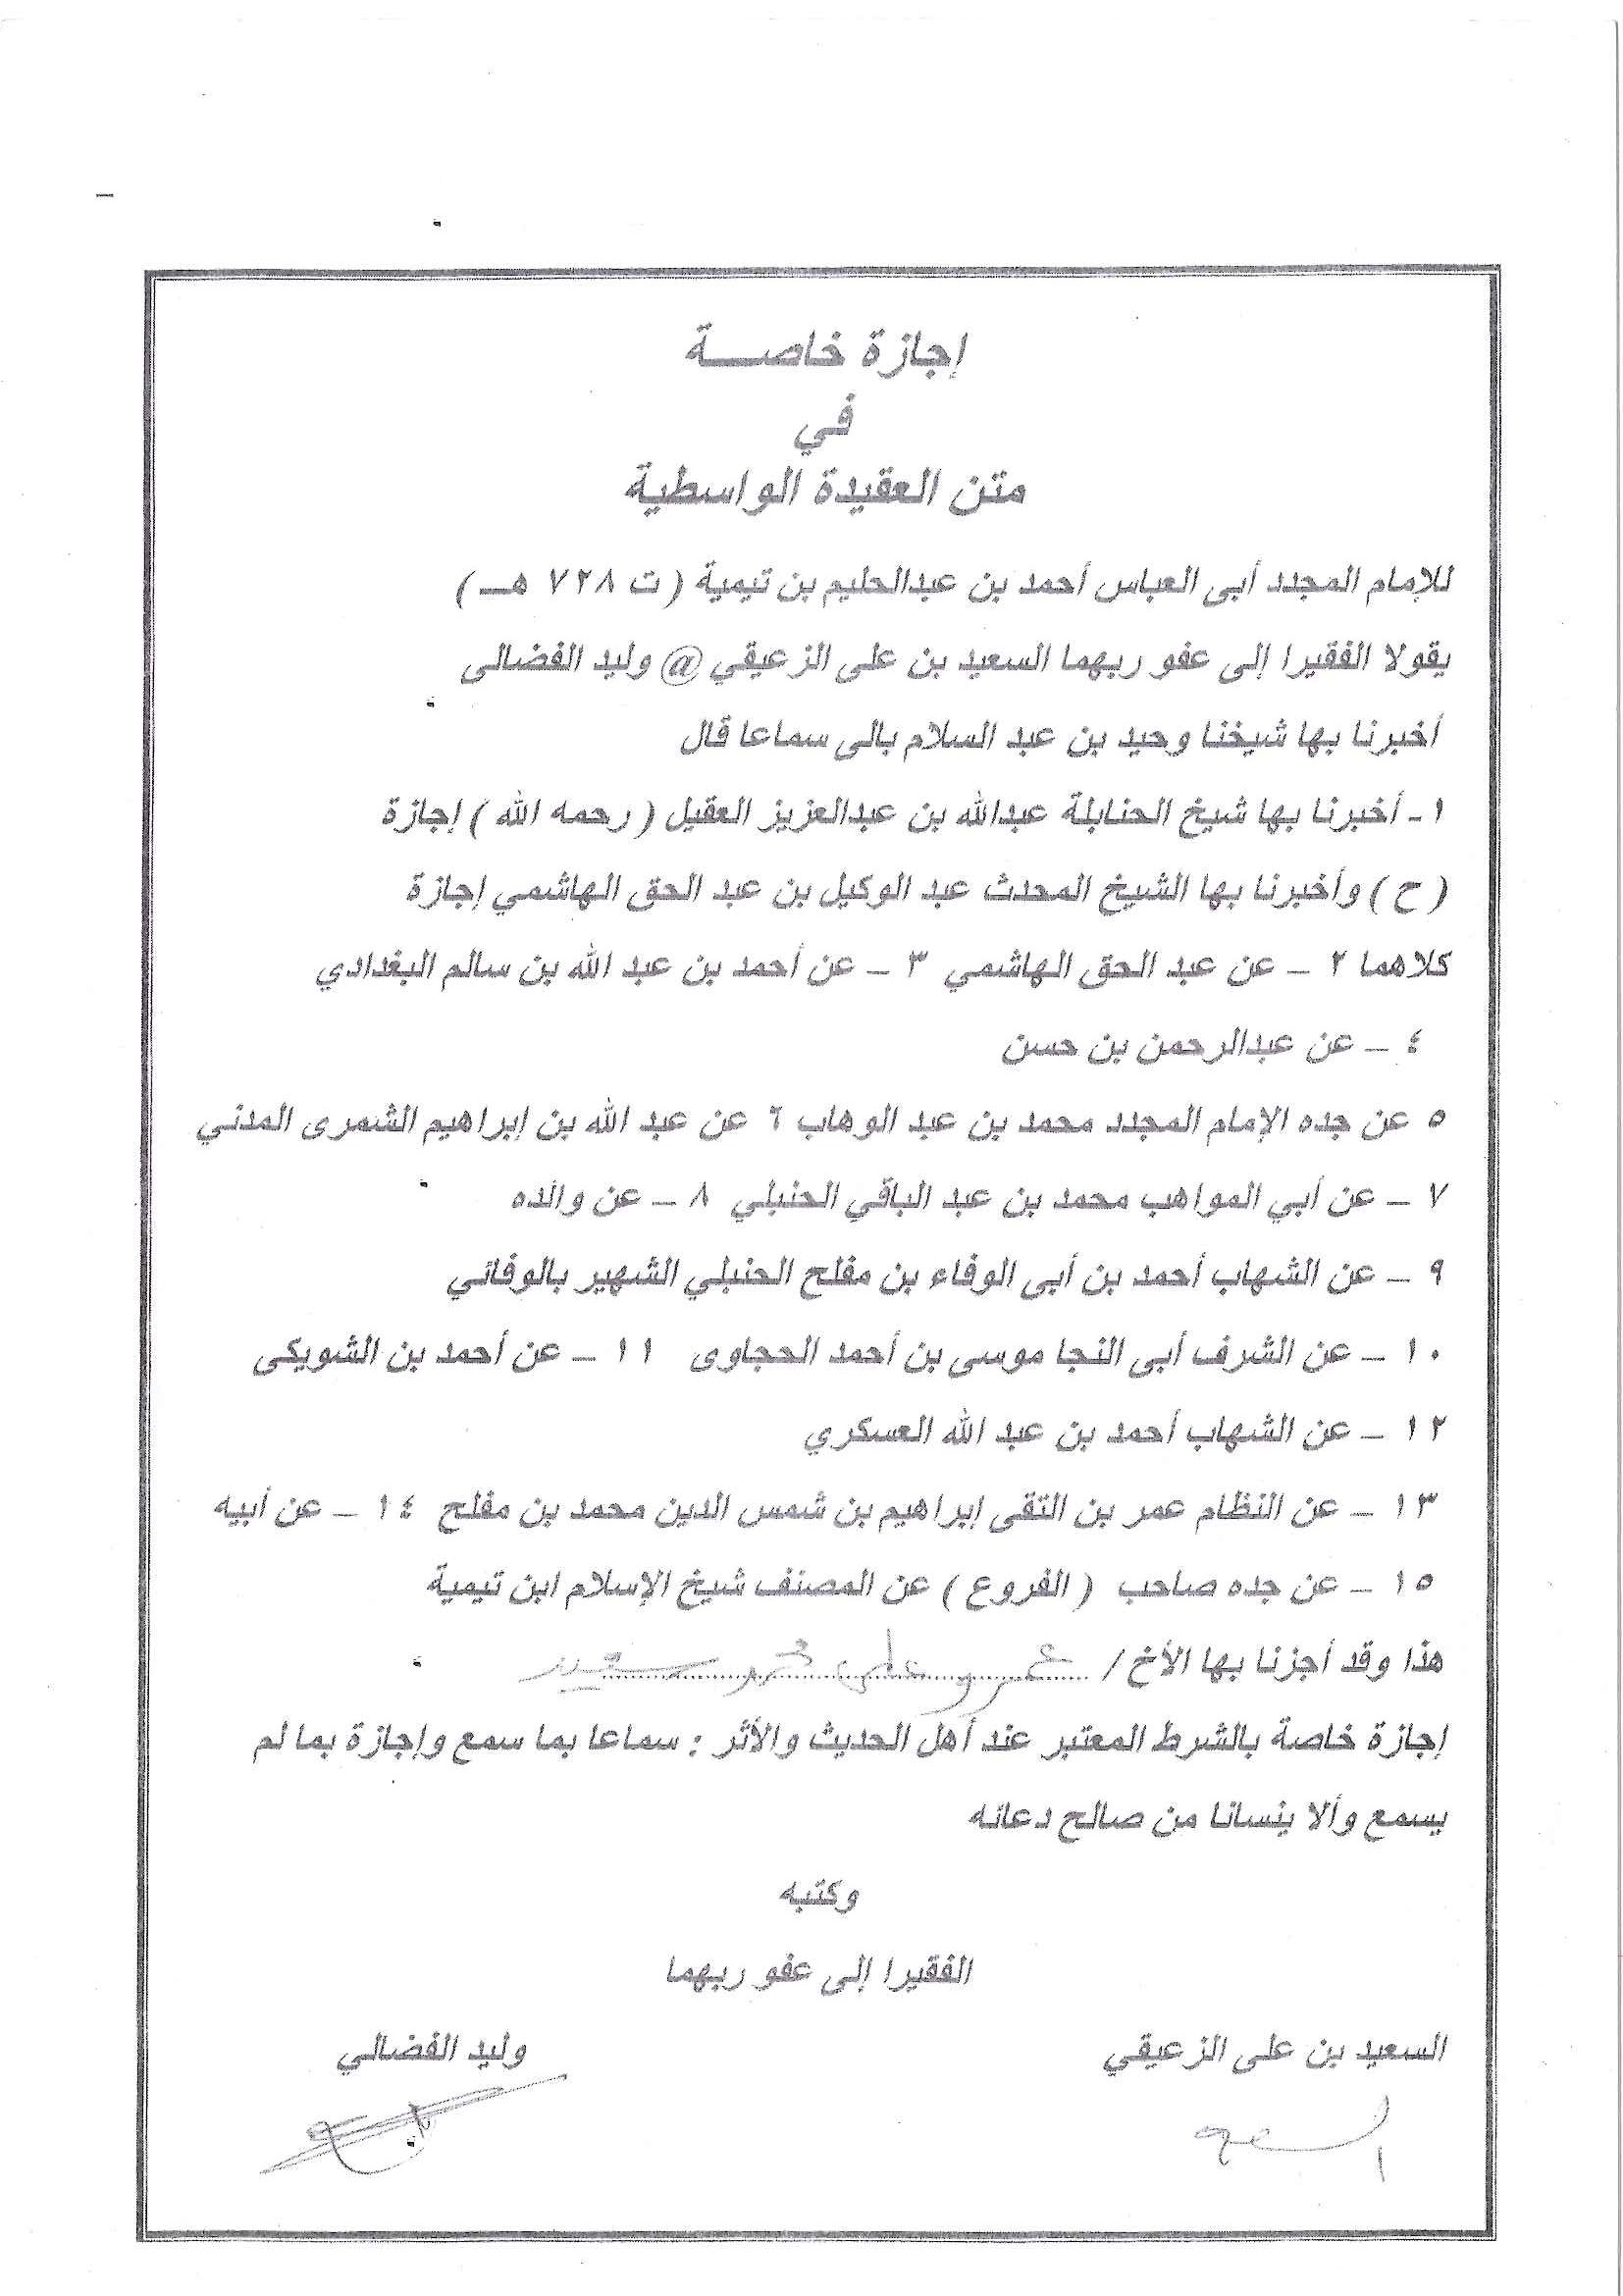 إجازة خاصـــة
في
متن العقيدة الواسطية
للإمام المجدد أبى العباس أحمد بن عبدالحليم بن تيمية ( ت ٧٢٨ هـ )
يقولا الفقيرا إلى عفو ربهما السعيد بن على الزعيقي @ وليد الفضالى
أخبرنا بها شيخنا وحيد بن عبد السلام بالى سماعا قال
١- أخبرنا بها شيخ الحنابلة عبدالله بن عبدالعزيز العقيل ( رحمه الله ) إجازة
( ح ) وأخبرنا بها الشيخ المحدث عبد الوكيل بن عبد الحق الهاشمي إجازة
كلاهما ٢ – عن عبد الحق الهاشمي ٣ – عن أحمد بن عبد الله بن سالم البغدادي
٤ – عن عبدالرحمن بن حسن
٥ عن جده الإمام المجدد محمد بن عبد الوهاب ٦ عن عبد الله بن إبراهيم الشمرى المدني
٧ – عن أبي المواهب محمد بن عبد الباقي الحنبلي ٨ – عن والده
٩ – عن الشهاب أحمد بن أبى الوفاء بن مفلح الحنبلي الشهير بالوفائي
١٠ – عن الشرف أبى النجا موسى بن أحمد الحجاوى ١١ – عن أحمد بن الشويكى
١٢ – عن الشهاب أحمد بن عبد الله العسكري
١٣ – عن النظام عمر بن التقى إبراهيم بن شمس الدين محمد بن مفلح ١٤ – عن أبيه
١٥ – عن جده صاحب ( الفروع ) عن المصنف شيخ الإسلام ابن تيمية
هذا وقد أجزنا بها الأخ / عمرو على محمد سعيد
إجازة خاصة بالشرط المعتبر عند أهل الحديث والأثر : سماعا بما سمع وإجازة بما لم
يسمع وألا ينسانا من صالح دعائه
وكتبه
الفقيرا إلى عفو ربهما
السعيد بن على الزعيقي وليد الفضالي
السعيد